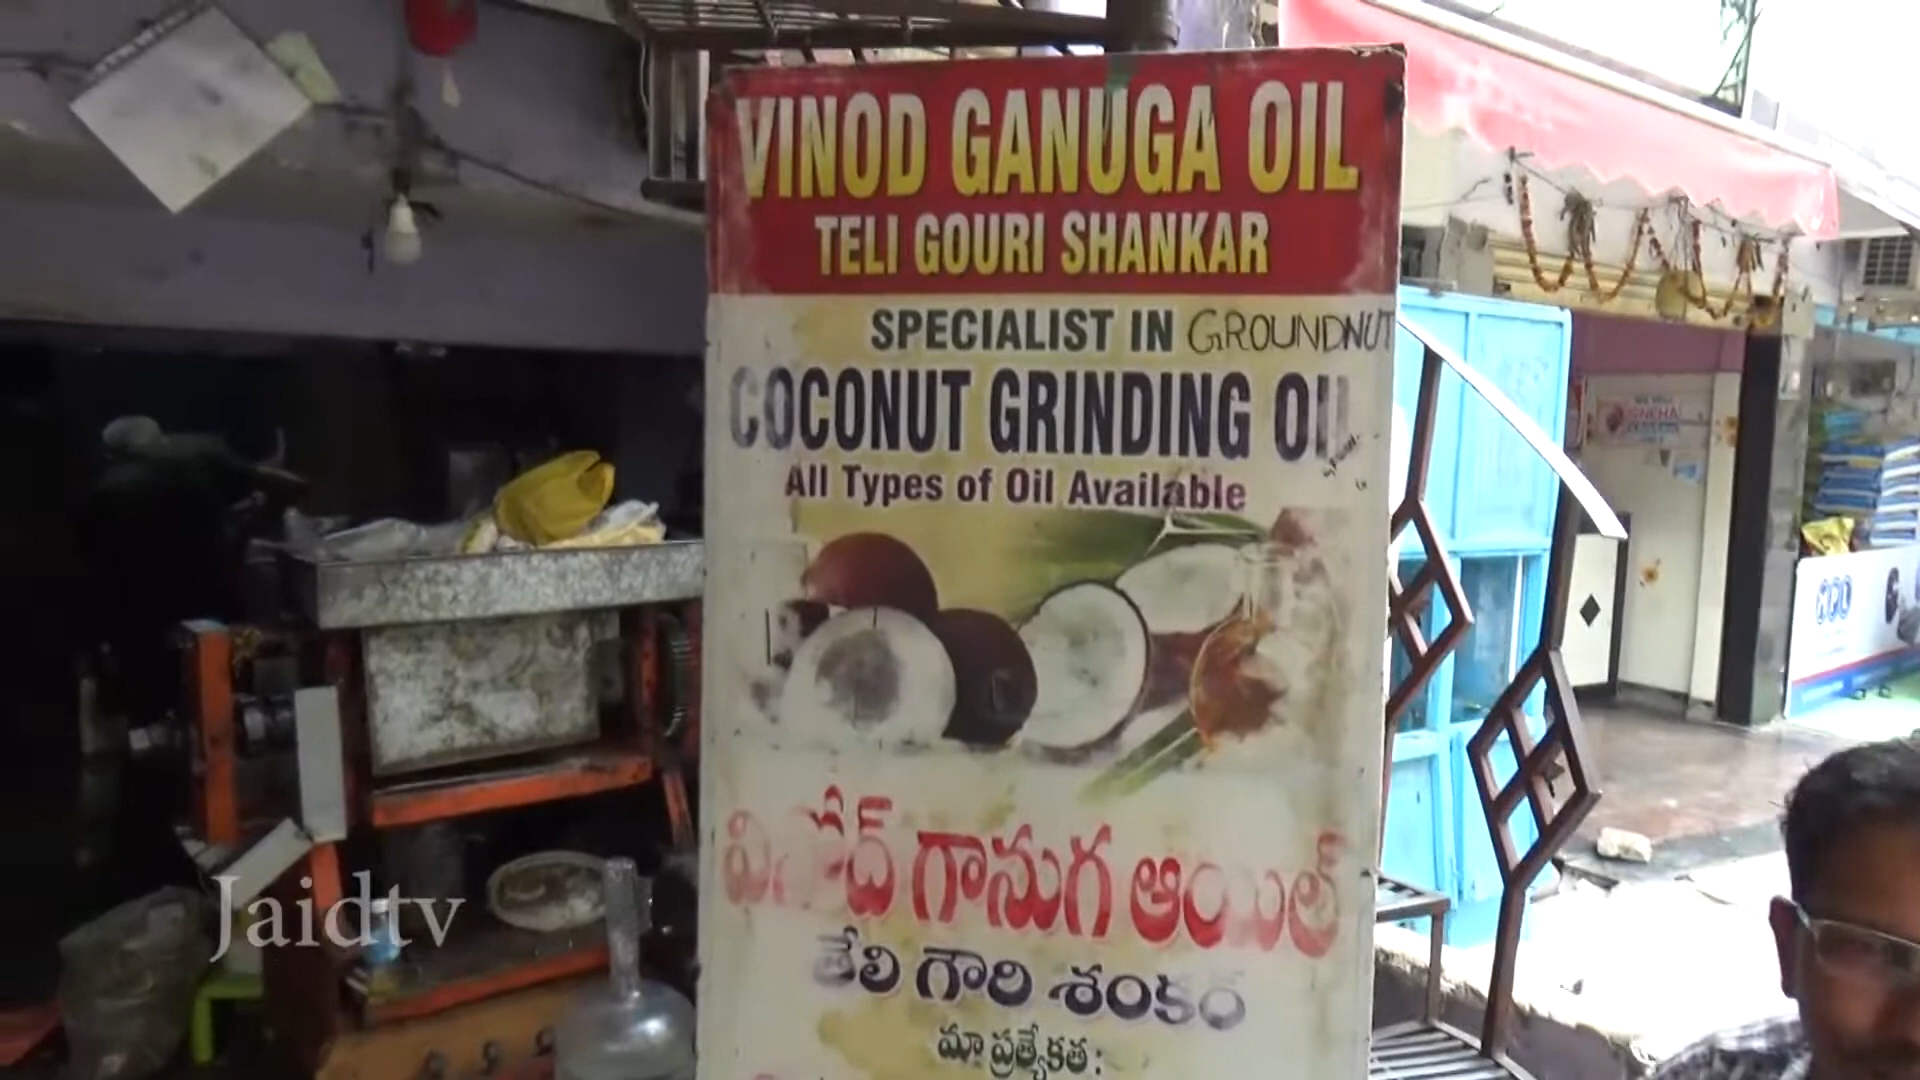 VINOD GANUGA OIL
TELI GOURI SHANKAR
SPECIALIST IN GROUNDNUT
COCONUT GRINDING OIL
All Types of Oil Available
వినోద్ గానుగ ఆయిల్
తేలి గౌరి శంకర్
మా ప్రత్యేకత :
SNEHA
Jaidtv